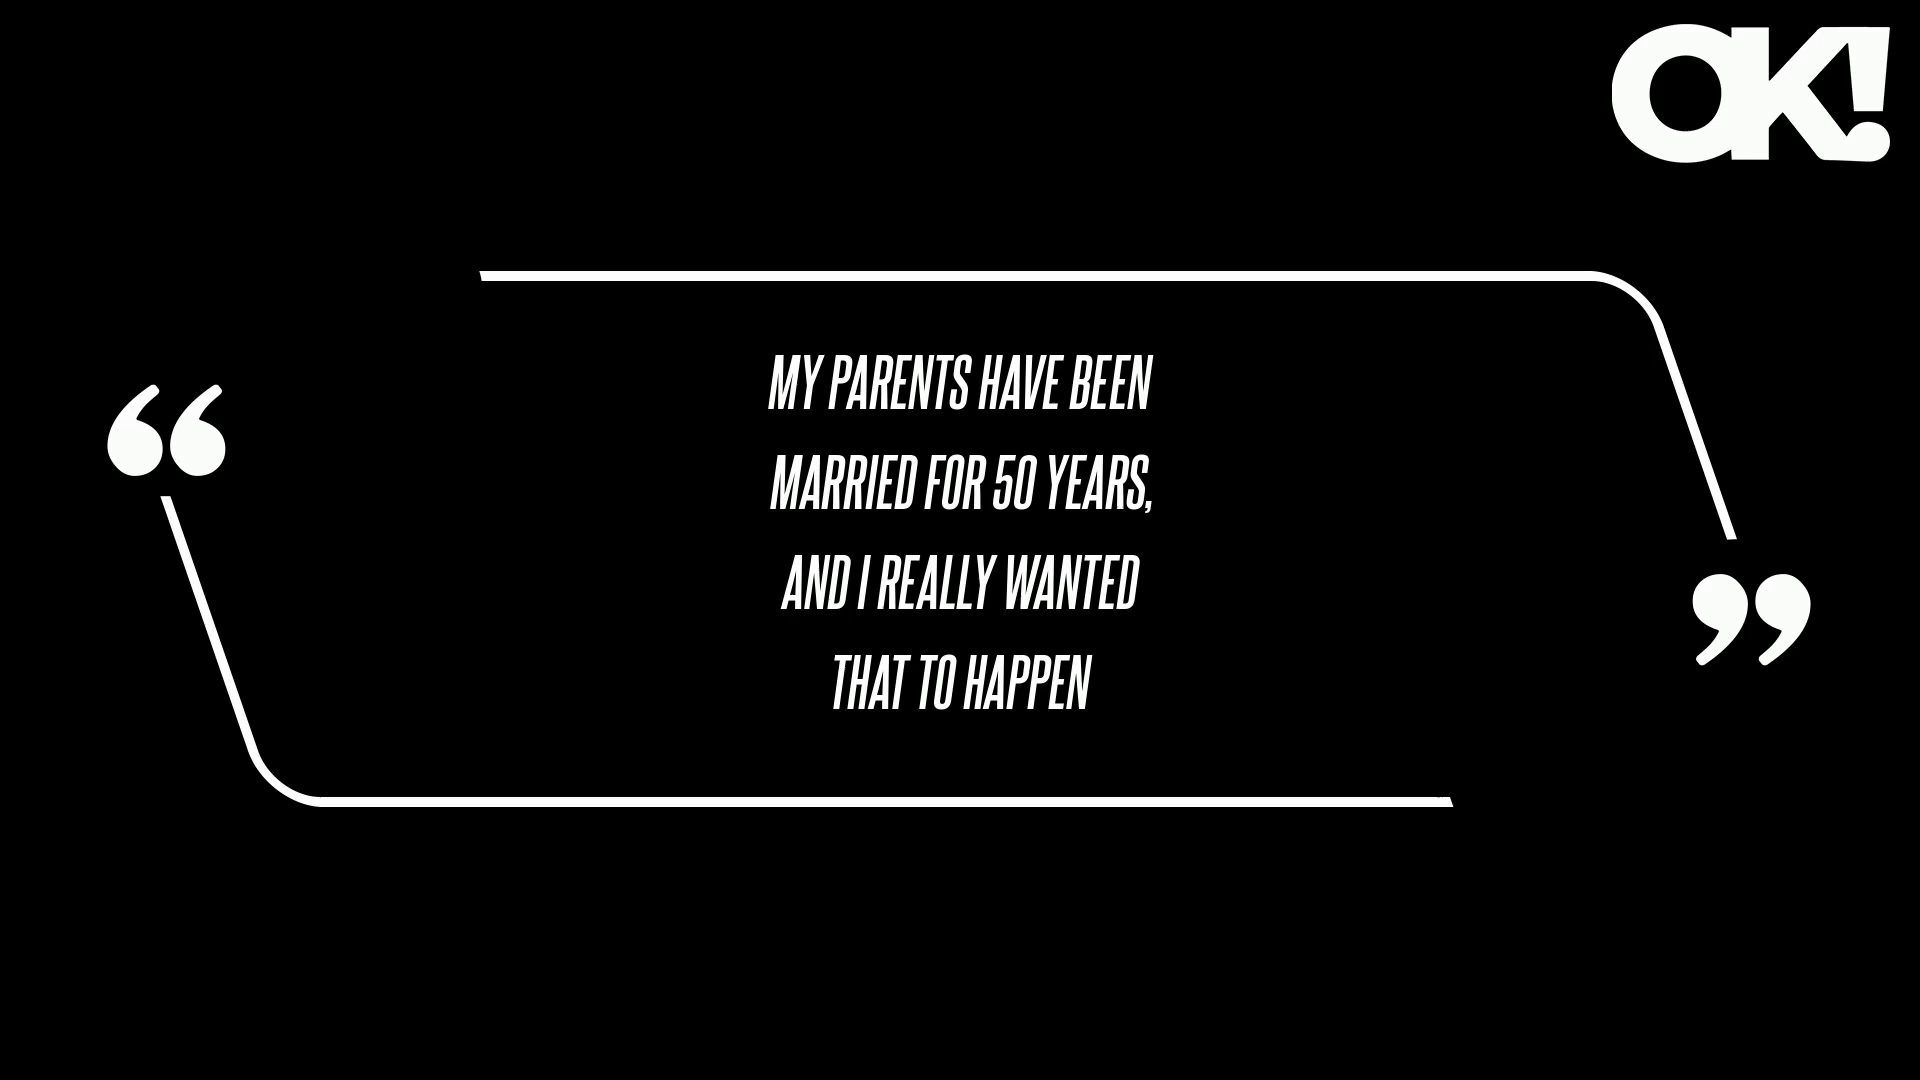 OK!
“
MY PARENTS HAVE BEEN
MARRIED FOR 50 YEARS,
AND I REALLY WANTED
THAT TO HAPPEN
”